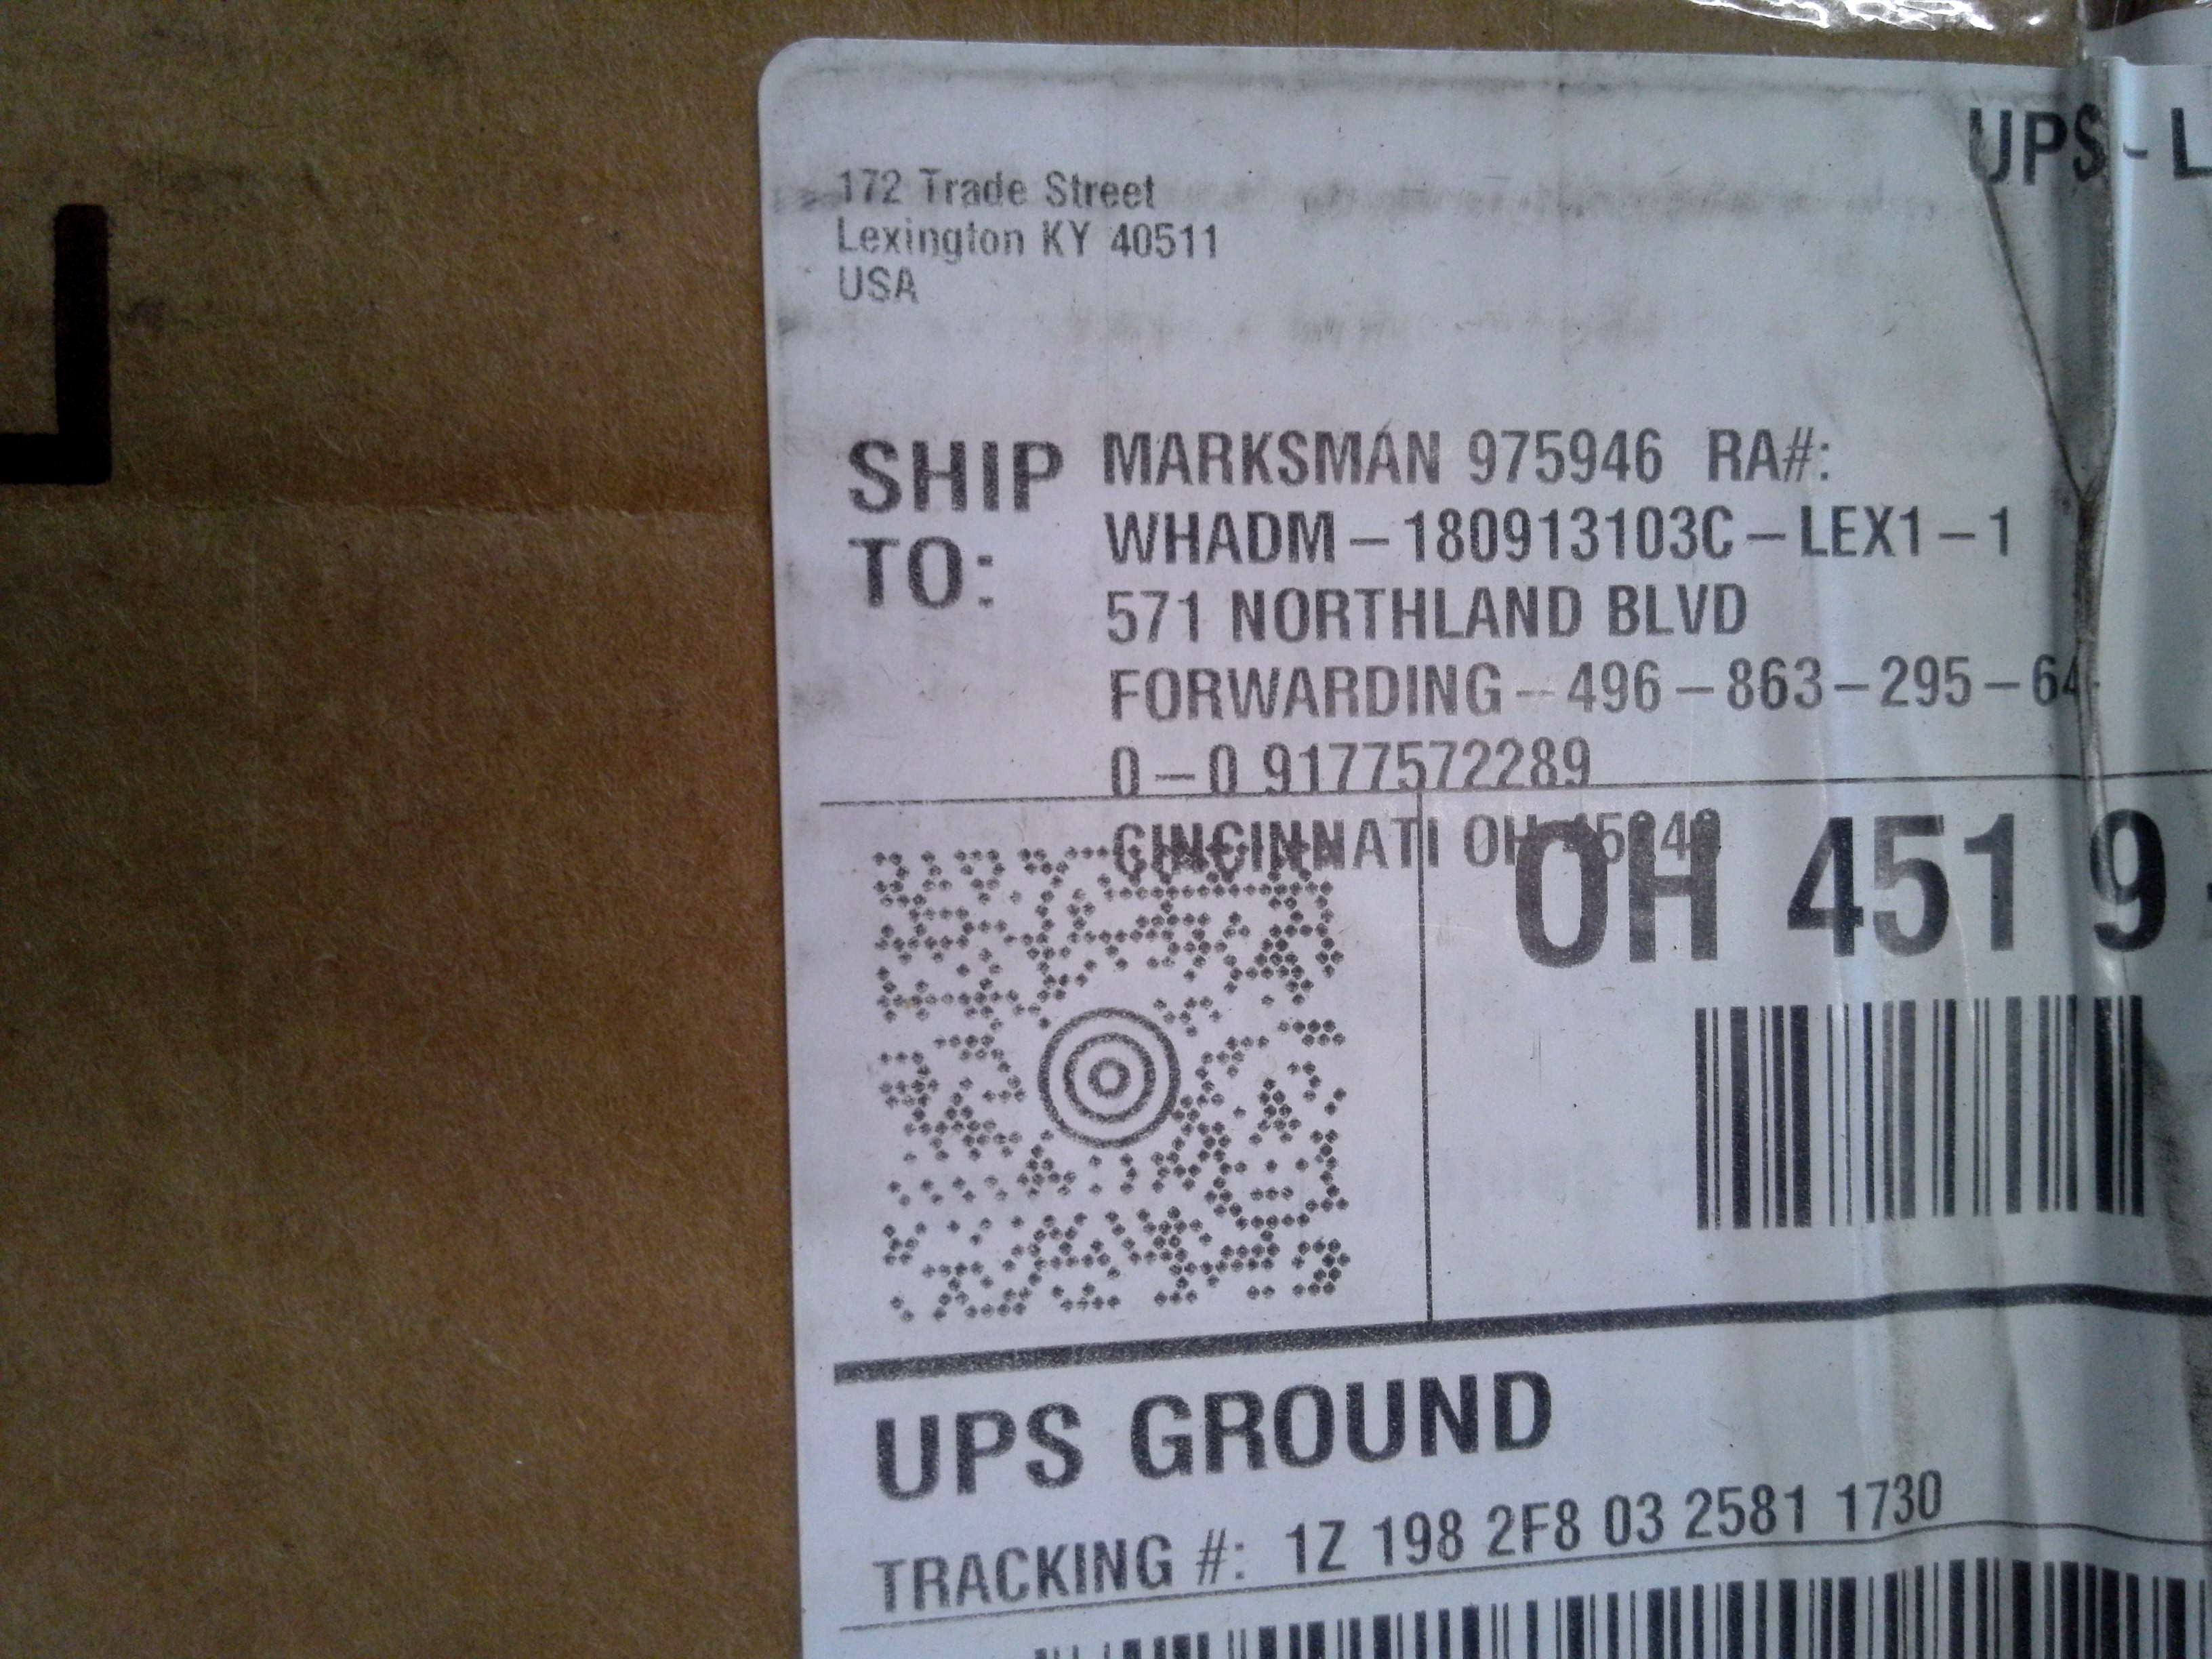 UPS - L
172 Trade Street
Lexington KY 40511
USA
SHIP TO:
MARKSMAN 975946 RA#:
WHADM-180913103C-LEX1-1
571 NORTHLAND BLVD
FORWARDING-496-863-295-64-
0-0 9177572289
CINCINNATI OH
OH 451 9
UPS GROUND
TRACKING #: 1Z 198 2F8 03 2581 1730